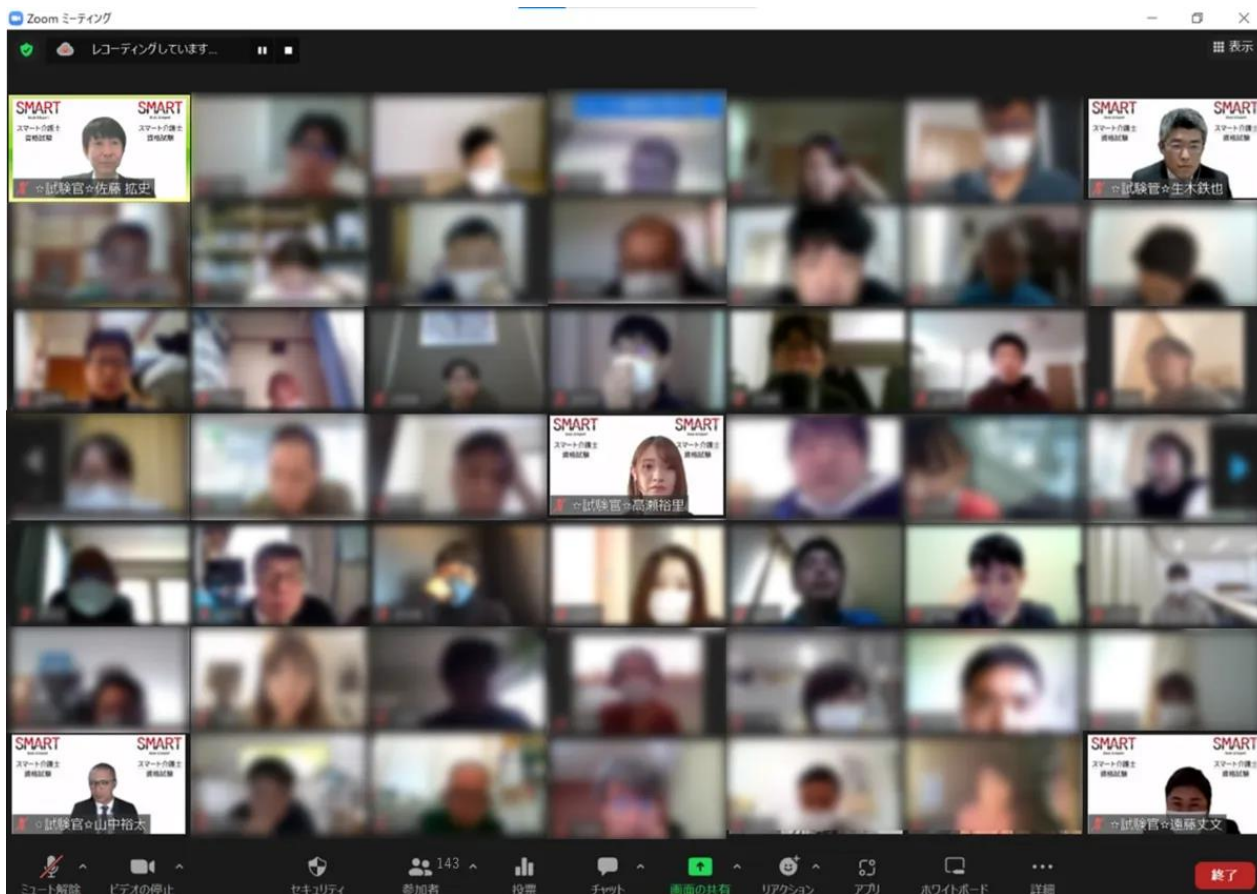 Zoom ミーティング
レコーディングしています...
表示
SMART SMART
スマート介護士 スマート介護士
資格試験 資格試験
☆試験官☆佐藤 拡史
SMART SMART
スマート介護士 スマート介護士
資格試験 資格試験
☆試験管☆生木鉄也
SMART SMART
スマート介護士 スマート介護士
資格試験 資格試験
☆試験官☆高瀬裕里
SMART SMART
スマート介護士 スマート介護士
資格試験 資格試験
☆試験官☆山中裕太
SMART SMART
スマート介護士 スマート介護士
資格試験 資格試験
☆試験官☆遠藤丈文
143
ミュート解除 ビデオの停止 セキュリティ 参加者 投票 チャット 画面の共有 リアクション アプリ ホワイトボード 詳細
終了